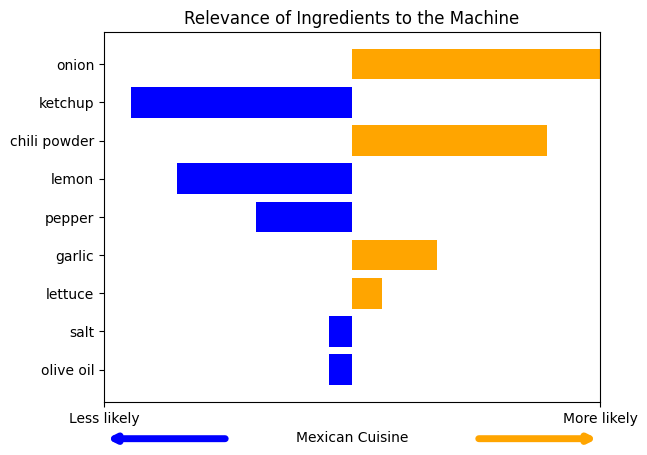 Relevance of Ingredients to the Machine
onion
ketchup
chili powder
lemon
pepper
garlic
lettuce
salt
olive oil
Less likely
More likely
Mexican Cuisine